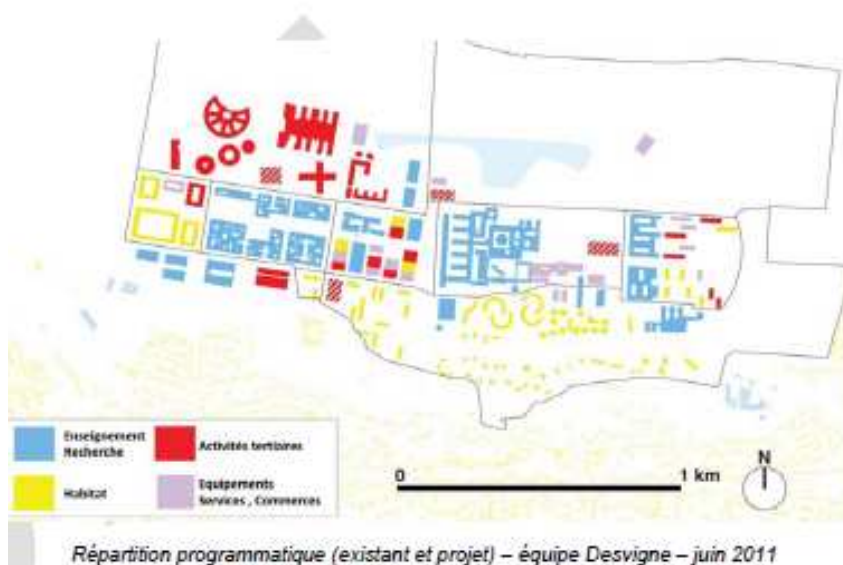 Enseignement
Recherche
Activités tertiaires
Habitat
Equipements
Services , Commerces
0
1 km
N
Répartition programmatique (existant et projet) – équipe Desvigne – juin 2011